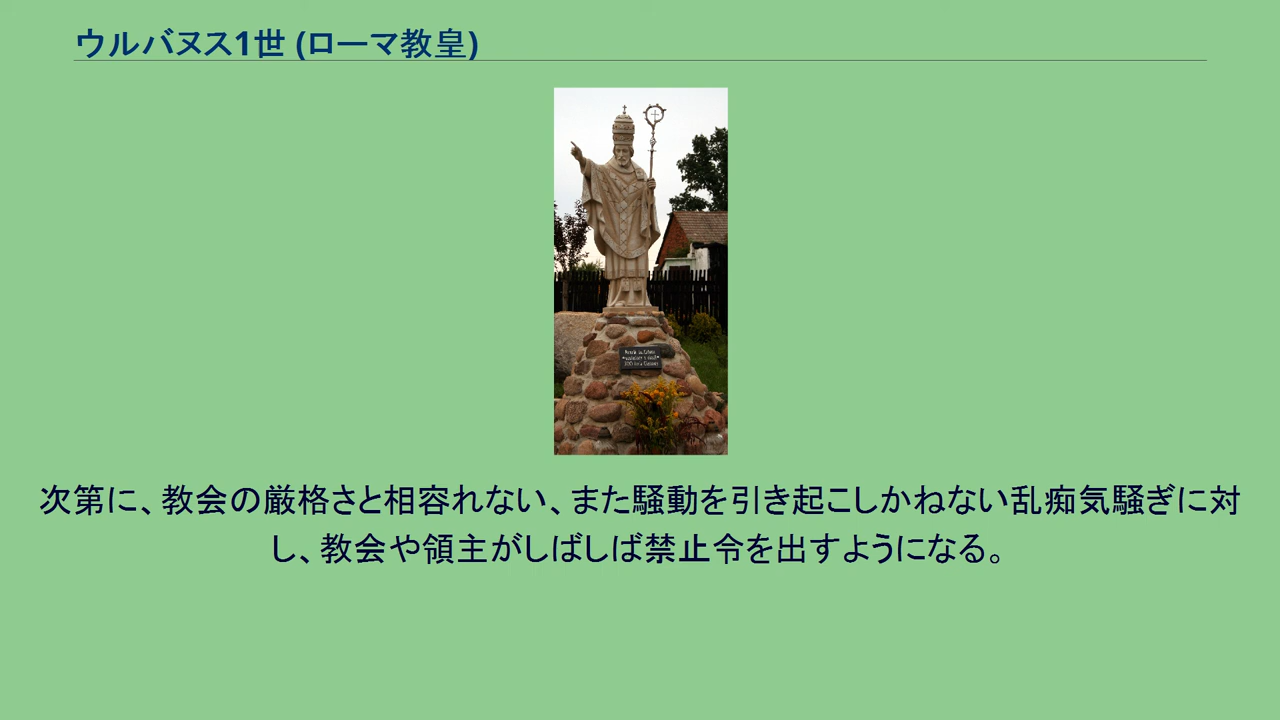 ウルバヌス1世 (ローマ教皇)
次第に、教会の厳格さと相容れない、また騒動を引き起こしかねない乱痴気騒ぎに対
し、教会や領主がしばしば禁止令を出すようになる。